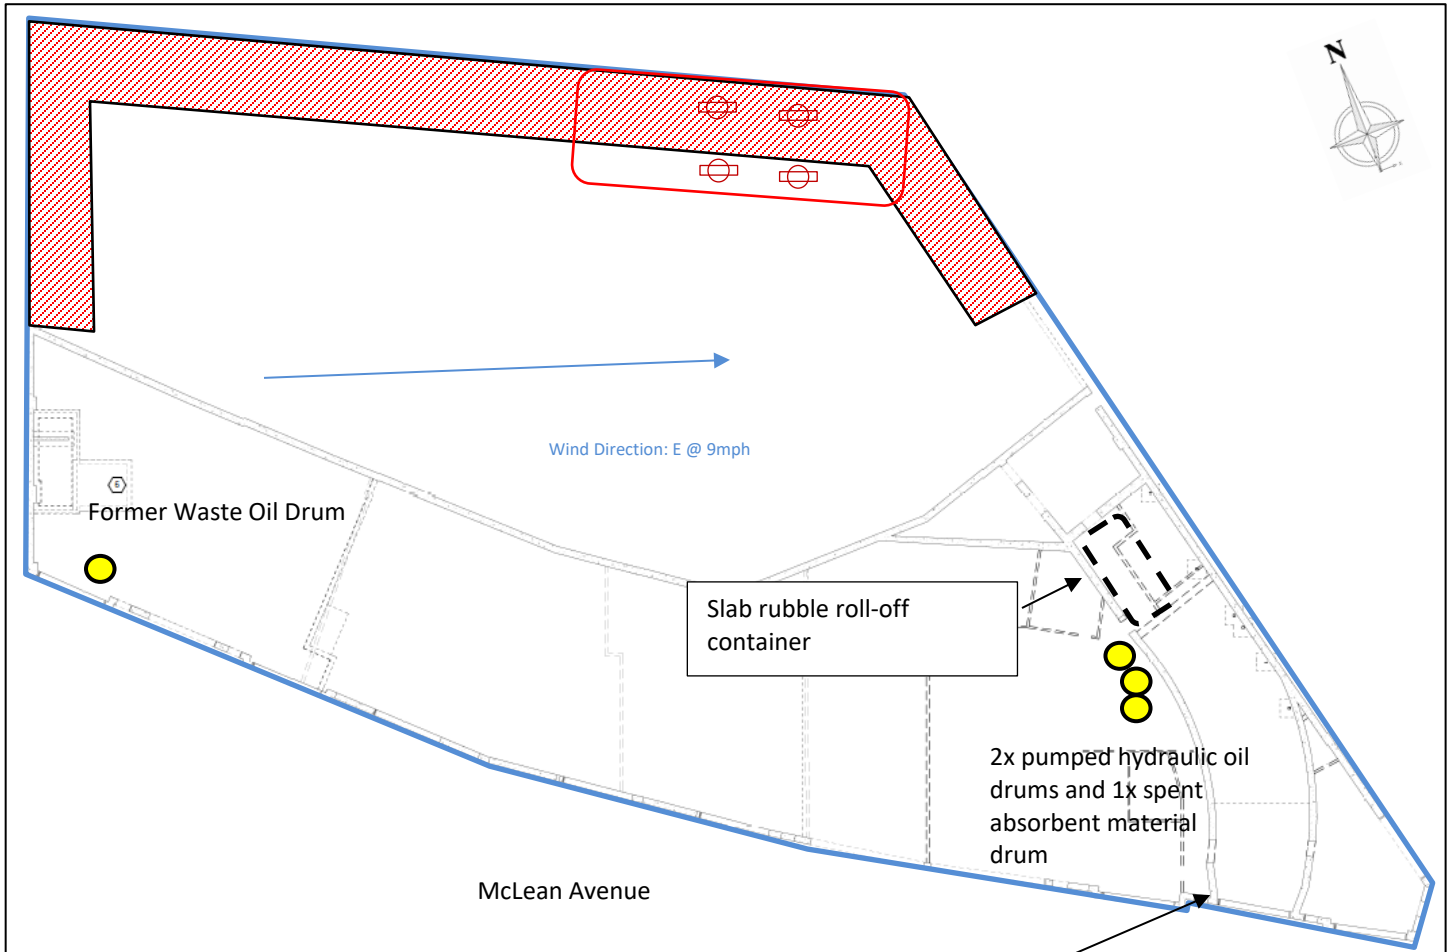 N
Wind Direction: E @ 9mph
6
Former Waste Oil Drum
Slab rubble roll-off
container
2x pumped hydraulic oil
drums and 1x spent
absorbent material
drum
McLean Avenue